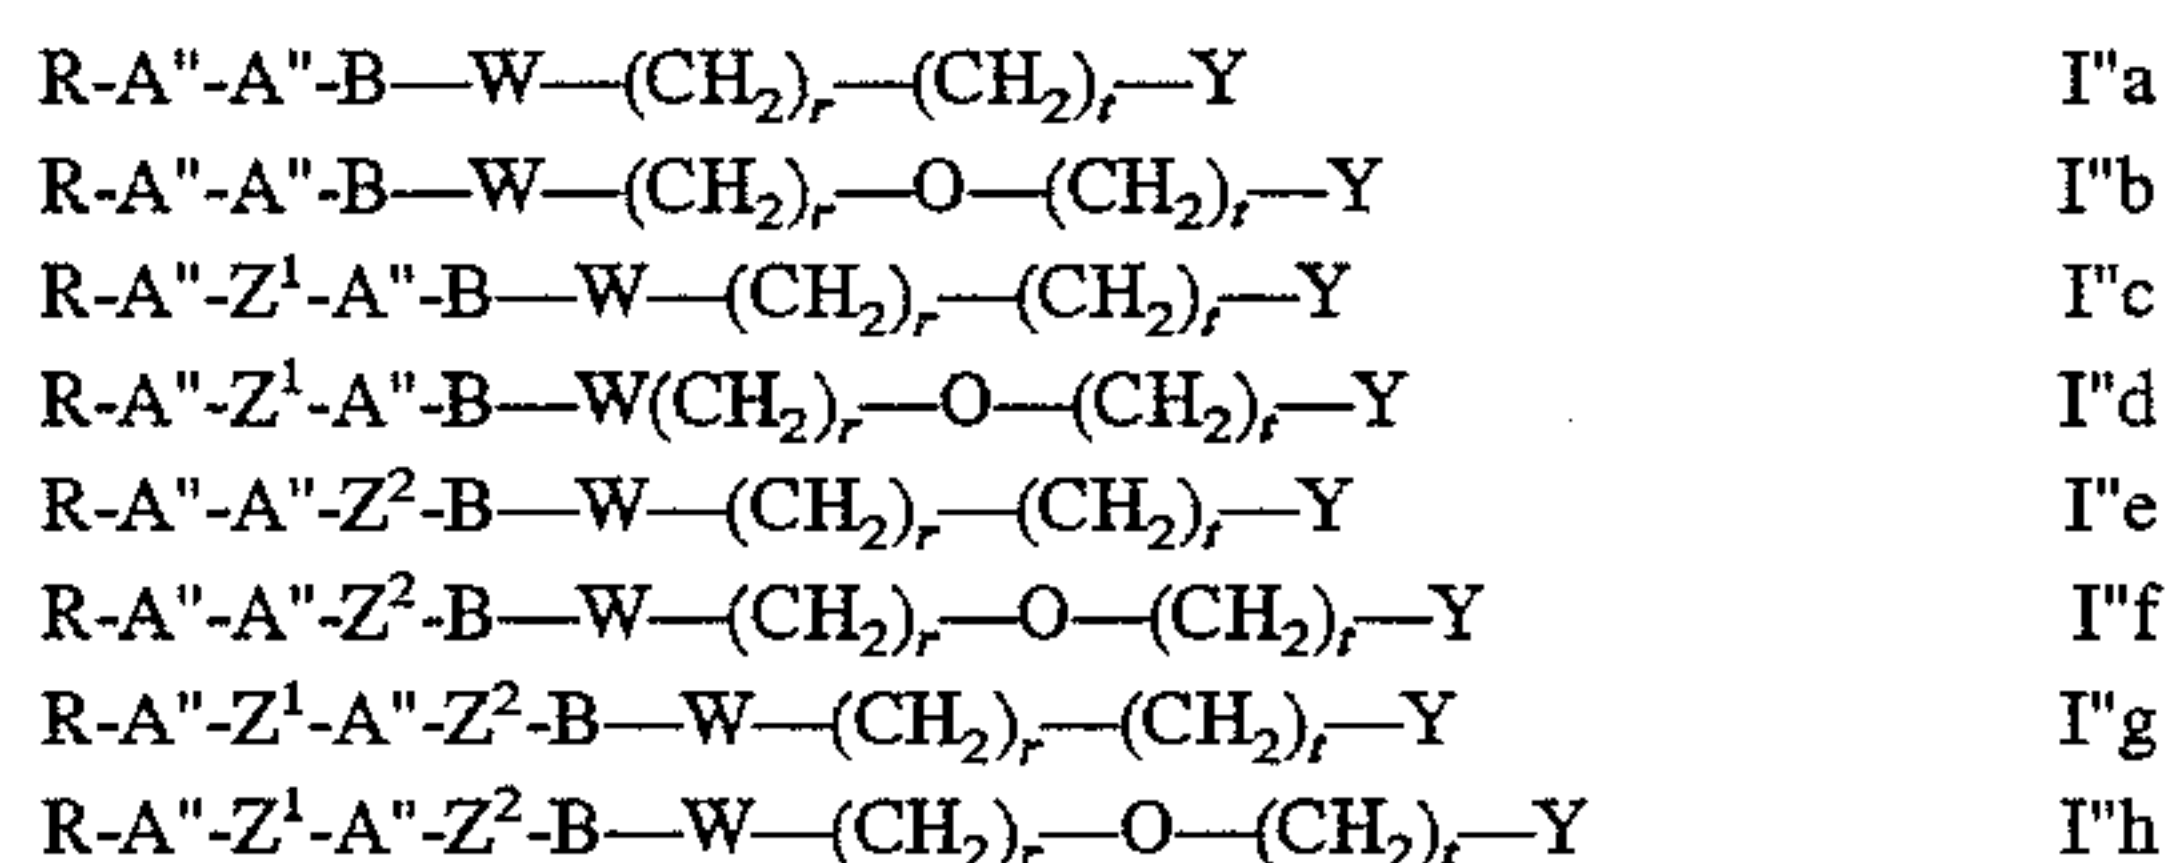 R-A"-A"-B—W—(CH₂)ᵣ—(CH₂)ₜ—Y I"a
R-A"-A"-B—W—(CH₂)ᵣ—O—(CH₂)ₜ—Y I"b
R-A"-Z¹-A"-B—W—(CH₂)ᵣ—(CH₂)ₜ—Y I"c
R-A"-Z¹-A"-B—W(CH₂)ᵣ—O—(CH₂)ₜ—Y I"d
R-A"-A"-Z²-B—W—(CH₂)ᵣ—(CH₂)ₜ—Y I"e
R-A"-A"-Z²-B—W—(CH₂)ᵣ—O—(CH₂)ₜ—Y I"f
R-A"-Z¹-A"-Z²-B—W—(CH₂)ᵣ—(CH₂)ₜ—Y I"g
R-A"-Z¹-A"-Z²-B—W—(CH₂)ᵣ—O—(CH₂)ₜ—Y I"h